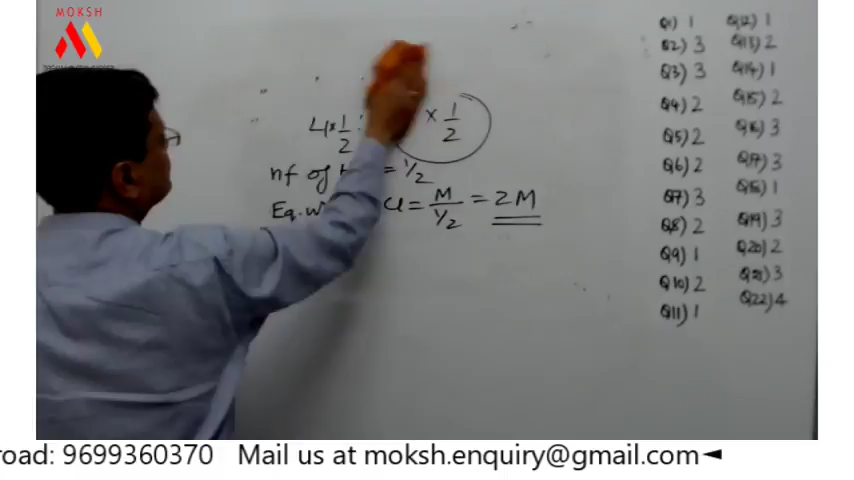 MOKSH
4 × 1/2 × 1/2
nf of = 1/2
Eq. w Cl = M / 1/2 = 2M
Q1) 1
Q2) 3
Q3) 3
Q4) 2
Q5) 2
Q6) 2
Q7) 3
Q8) 2
Q9) 1
Q10) 2
Q11) 1
Q12) 1
Q13) 2
Q14) 1
Q15) 2
Q16) 3
Q17) 3
Q18) 1
Q19) 3
Q20) 2
Q21) 3
Q22) 4
road: 9699360370 Mail us at moksh.enquiry@gmail.com◄